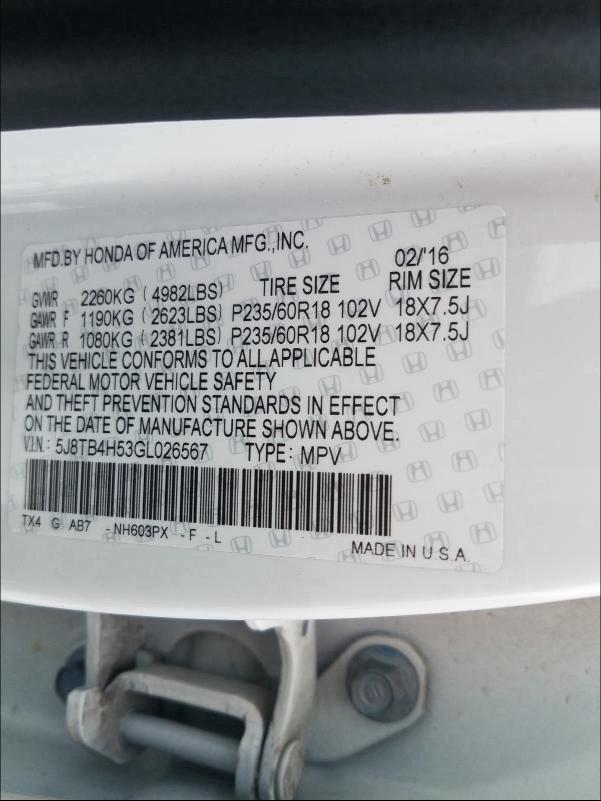 MFD.BY HONDA OF AMERICA MFG.,INC. 02/'16
GVWR 2260KG (4982LBS) TIRE SIZE RIM SIZE
GAWR F 1190KG (2623LBS) P235/60R18 102V 18X7.5J
GAWR R 1080KG (2381LBS) P235/60R18 102V 18X7.5J
THIS VEHICLE CONFORMS TO ALL APPLICABLE
FEDERAL MOTOR VEHICLE SAFETY
AND THEFT PREVENTION STANDARDS IN EFFECT
ON THE DATE OF MANUFACTURE SHOWN ABOVE.
V.I.N.: 5J8TB4H53GL026567 TYPE: MPV
TX4 G AB7 -NH603PX -F-L
MADE IN U.S.A.